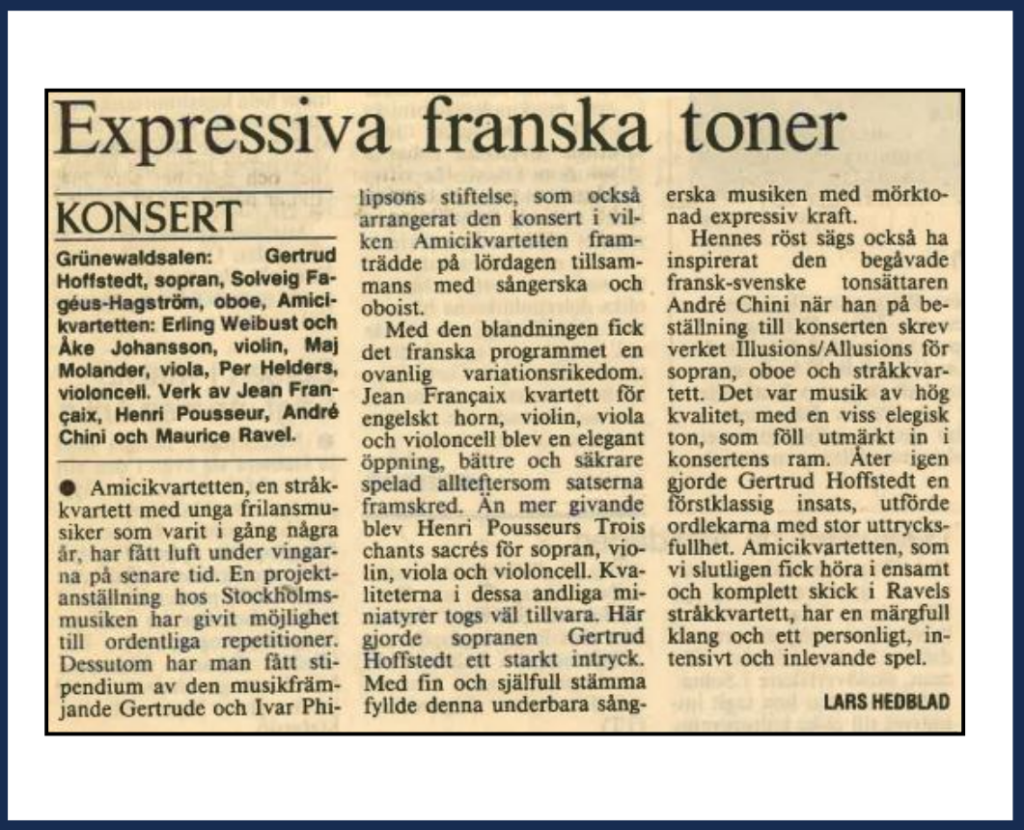 Expressiva franska toner
KONSERT
Grünewaldsalen: Gertrud
Hoffstedt, sopran, Solveig Fa-
géus-Hagström, oboe, Amici-
kvartetten: Erling Weibust och
Åke Johansson, violin, Maj
Molander, viola, Per Helders,
violoncell. Verk av Jean Fran-
çaix, Henri Pousseur, André
Chini och Maurice Ravel.
● Amicikvartetten, en stråk-
kvartett med unga frilansmu-
siker som varit i gång några
år, har fått luft under vingar-
na på senare tid. En projekt-
anställning hos Stockholms-
musiken har givit möjlighet
till ordentliga repetitioner.
Dessutom har man fått sti-
pendium av den musikfräm-
jande Gertrude och Ivar Phi-
lipsons stiftelse, som också
arrangerat den konsert i vil-
ken Amicikvartetten fram-
trädde på lördagen tillsam-
mans med sångerska och
oboist.
Med den blandningen fick
det franska programmet en
ovanlig variationsrikedom.
Jean Françaix kvartett för
engelskt horn, violin, viola
och violoncell blev en elegant
öppning, bättre och säkrare
spelad allteftersom satserna
framskred. Än mer givande
blev Henri Pousseurs Trois
chants sacrés för sopran, vio-
lin, viola och violoncell. Kva-
liteterna i dessa andliga mi-
niatyrer togs väl tillvara. Här
gjorde sopranen Gertrud
Hoffstedt ett starkt intryck.
Med fin och själfull stämma
fyllde denna underbara sång-
erska musiken med mörkto-
nad expressiv kraft.
Hennes röst sägs också ha
inspirerat den begåvade
fransk-svenske tonsättaren
André Chini när han på be-
ställning till konserten skrev
verket Illusions/Allusions för
sopran, oboe och stråkkvar-
tett. Det var musik av hög
kvalitet, med en viss elegisk
ton, som föll utmärkt in i
konsertens ram. Åter igen
gjorde Gertrud Hoffstedt en
förstklassig insats, utförde
ordlekarna med stor uttrycks-
fullhet. Amicikvartetten, som
vi slutligen fick höra i ensamt
och komplett skick i Ravels
stråkkvartett, har en märgfull
klang och ett personligt, in-
tensivt och inlevande spel.
LARS HEDBLAD